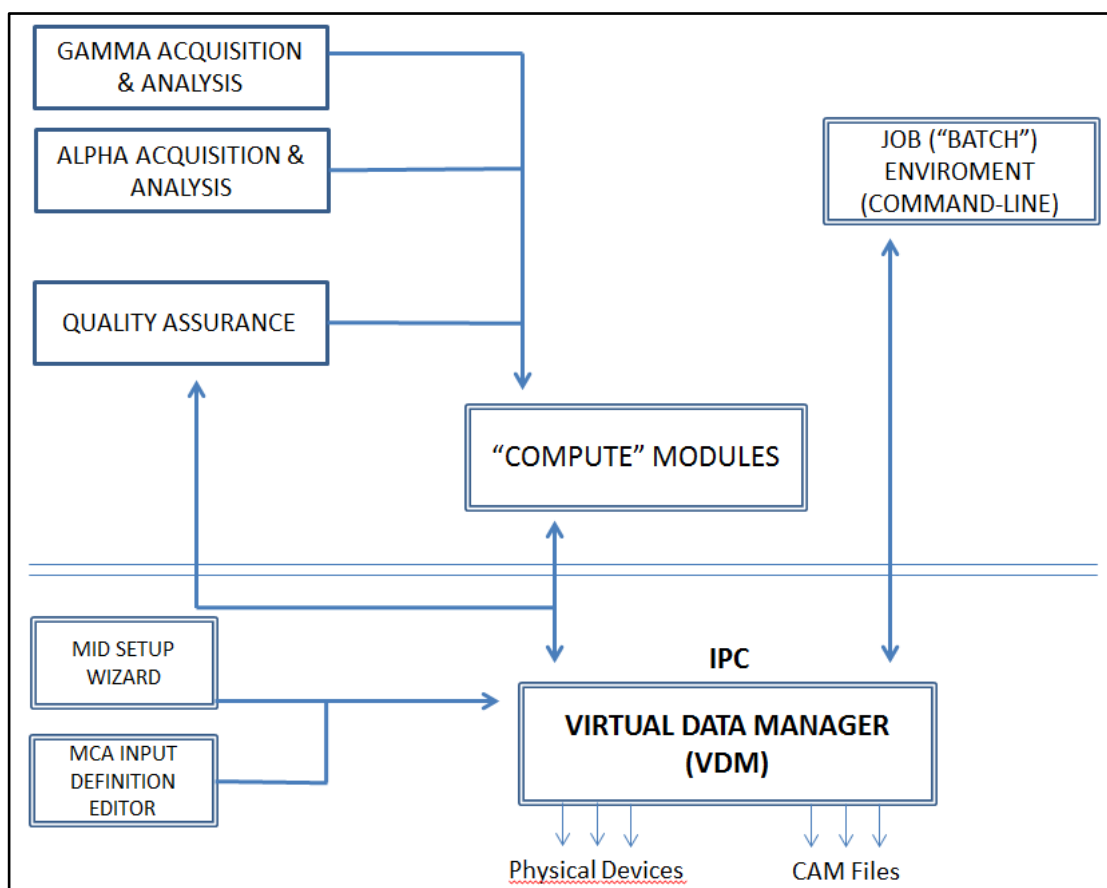 GAMMA ACQUISITION
& ANALYSIS
ALPHA ACQUISITION &
ANALYSIS
JOB (“BATCH”)
ENVIROMENT
(COMMAND-LINE)
QUALITY ASSURANCE
“COMPUTE” MODULES
MID SETUP
WIZARD
MCA INPUT
DEFINITION
EDITOR
IPC
VIRTUAL DATA MANAGER
(VDM)
Physical Devices
CAM Files